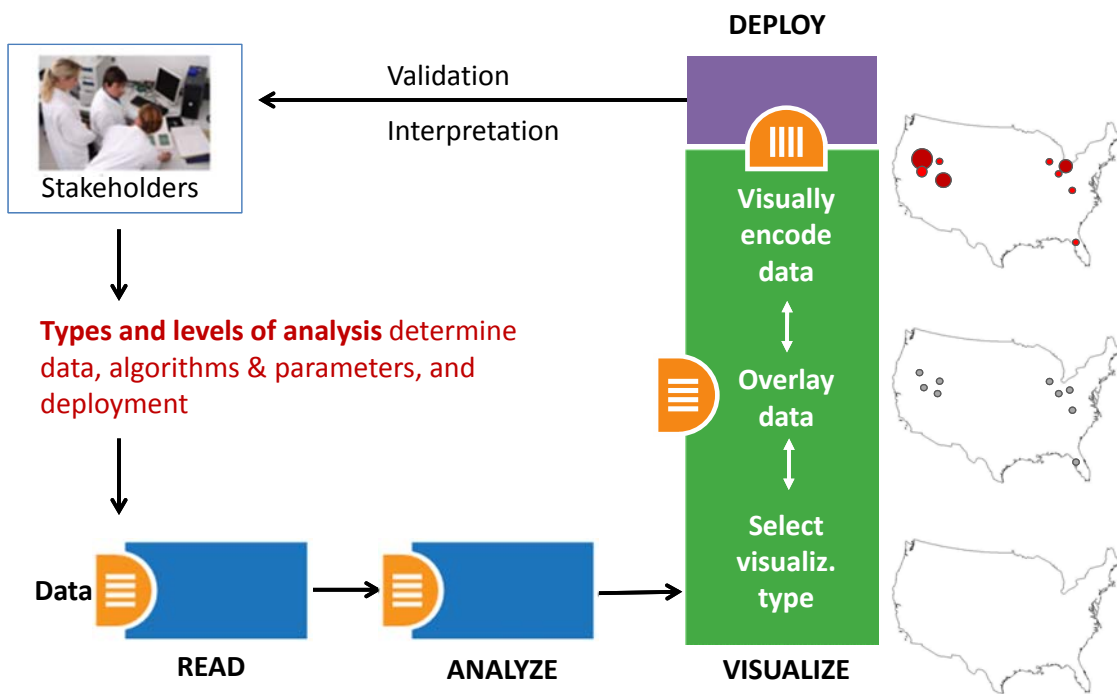 DEPLOY
Validation
Interpretation
Stakeholders
Types and levels of analysis determine
data, algorithms & parameters, and
deployment
Visually
encode
data
Overlay
data
Select
visualiz.
type
Data
READ
ANALYZE
VISUALIZE